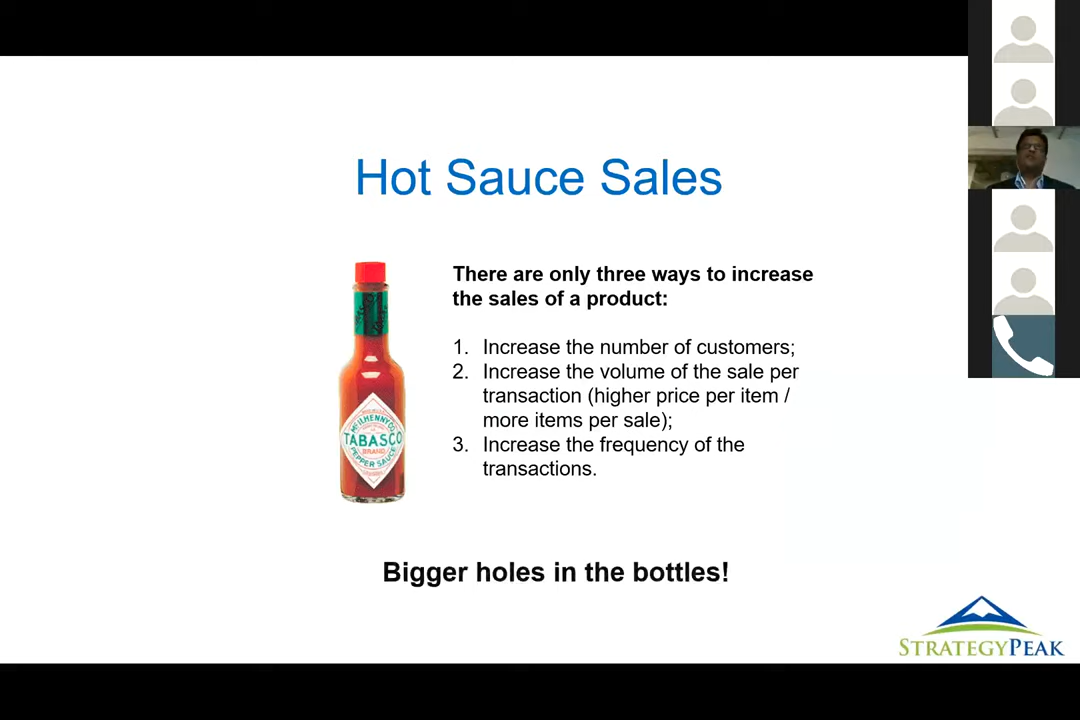 Hot Sauce Sales
There are only three ways to increase
the sales of a product:
1. Increase the number of customers;
2. Increase the volume of the sale per
transaction (higher price per item /
more items per sale);
3. Increase the frequency of the
transactions.
McILHENNY CO.
TABASCO
BRAND
PEPPER SAUCE
Bigger holes in the bottles!
STRATEGYPEAK